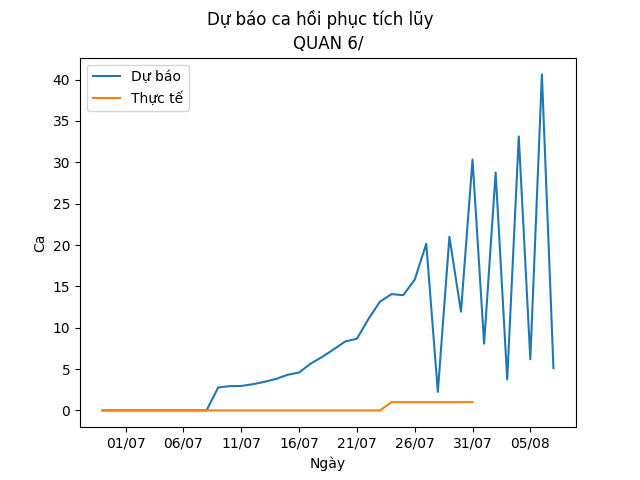 Dự báo ca hồi phục tích lũy
QUAN 6/
Dự báo
Thực tế
Ca
40
35
30
25
20
15
10
5
0
01/07 06/07 11/07 16/07 21/07 26/07 31/07 05/08
Ngày